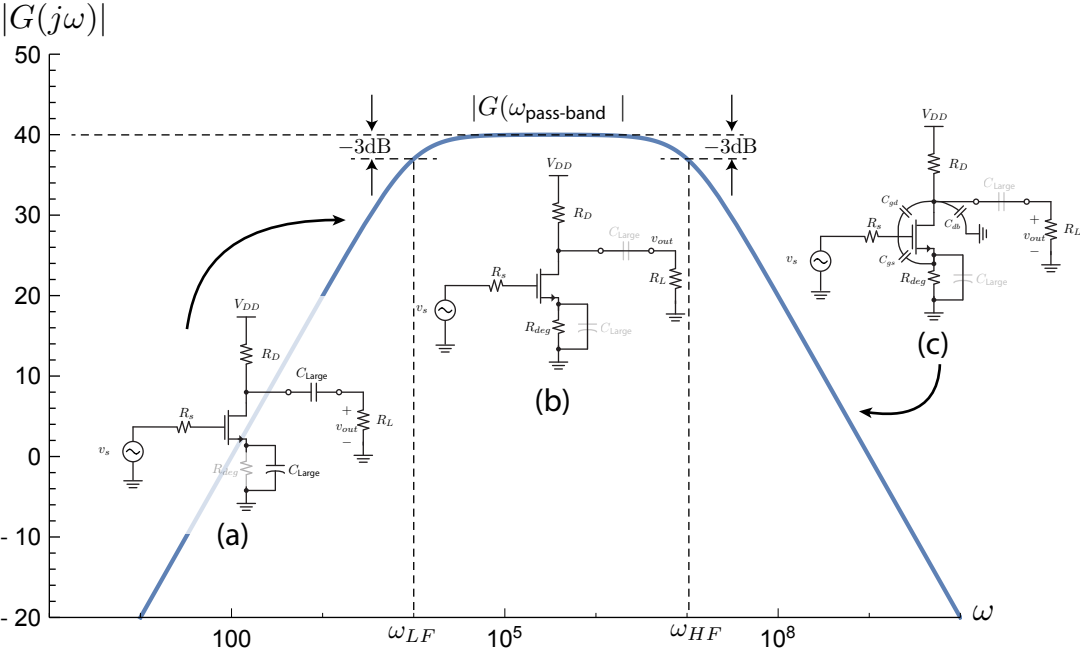 |G(jω)|
50
40
30
20
10
0
- 10
- 20
|G(ω_pass-band |
−3dB
−3dB
V_DD
R_D
C_Large
R_s
v_s
+
v_out
−
R_L
R_deg
C_Large
(a)
V_DD
R_D
C_Large
v_out
R_s
v_s
R_L
R_deg
C_Large
(b)
V_DD
R_D
C_Large
C_gd
C_db
R_s
v_s
C_gs
+
v_out
−
R_L
R_deg
C_Large
(c)
100
ω_LF
10^5
ω_HF
10^8
ω